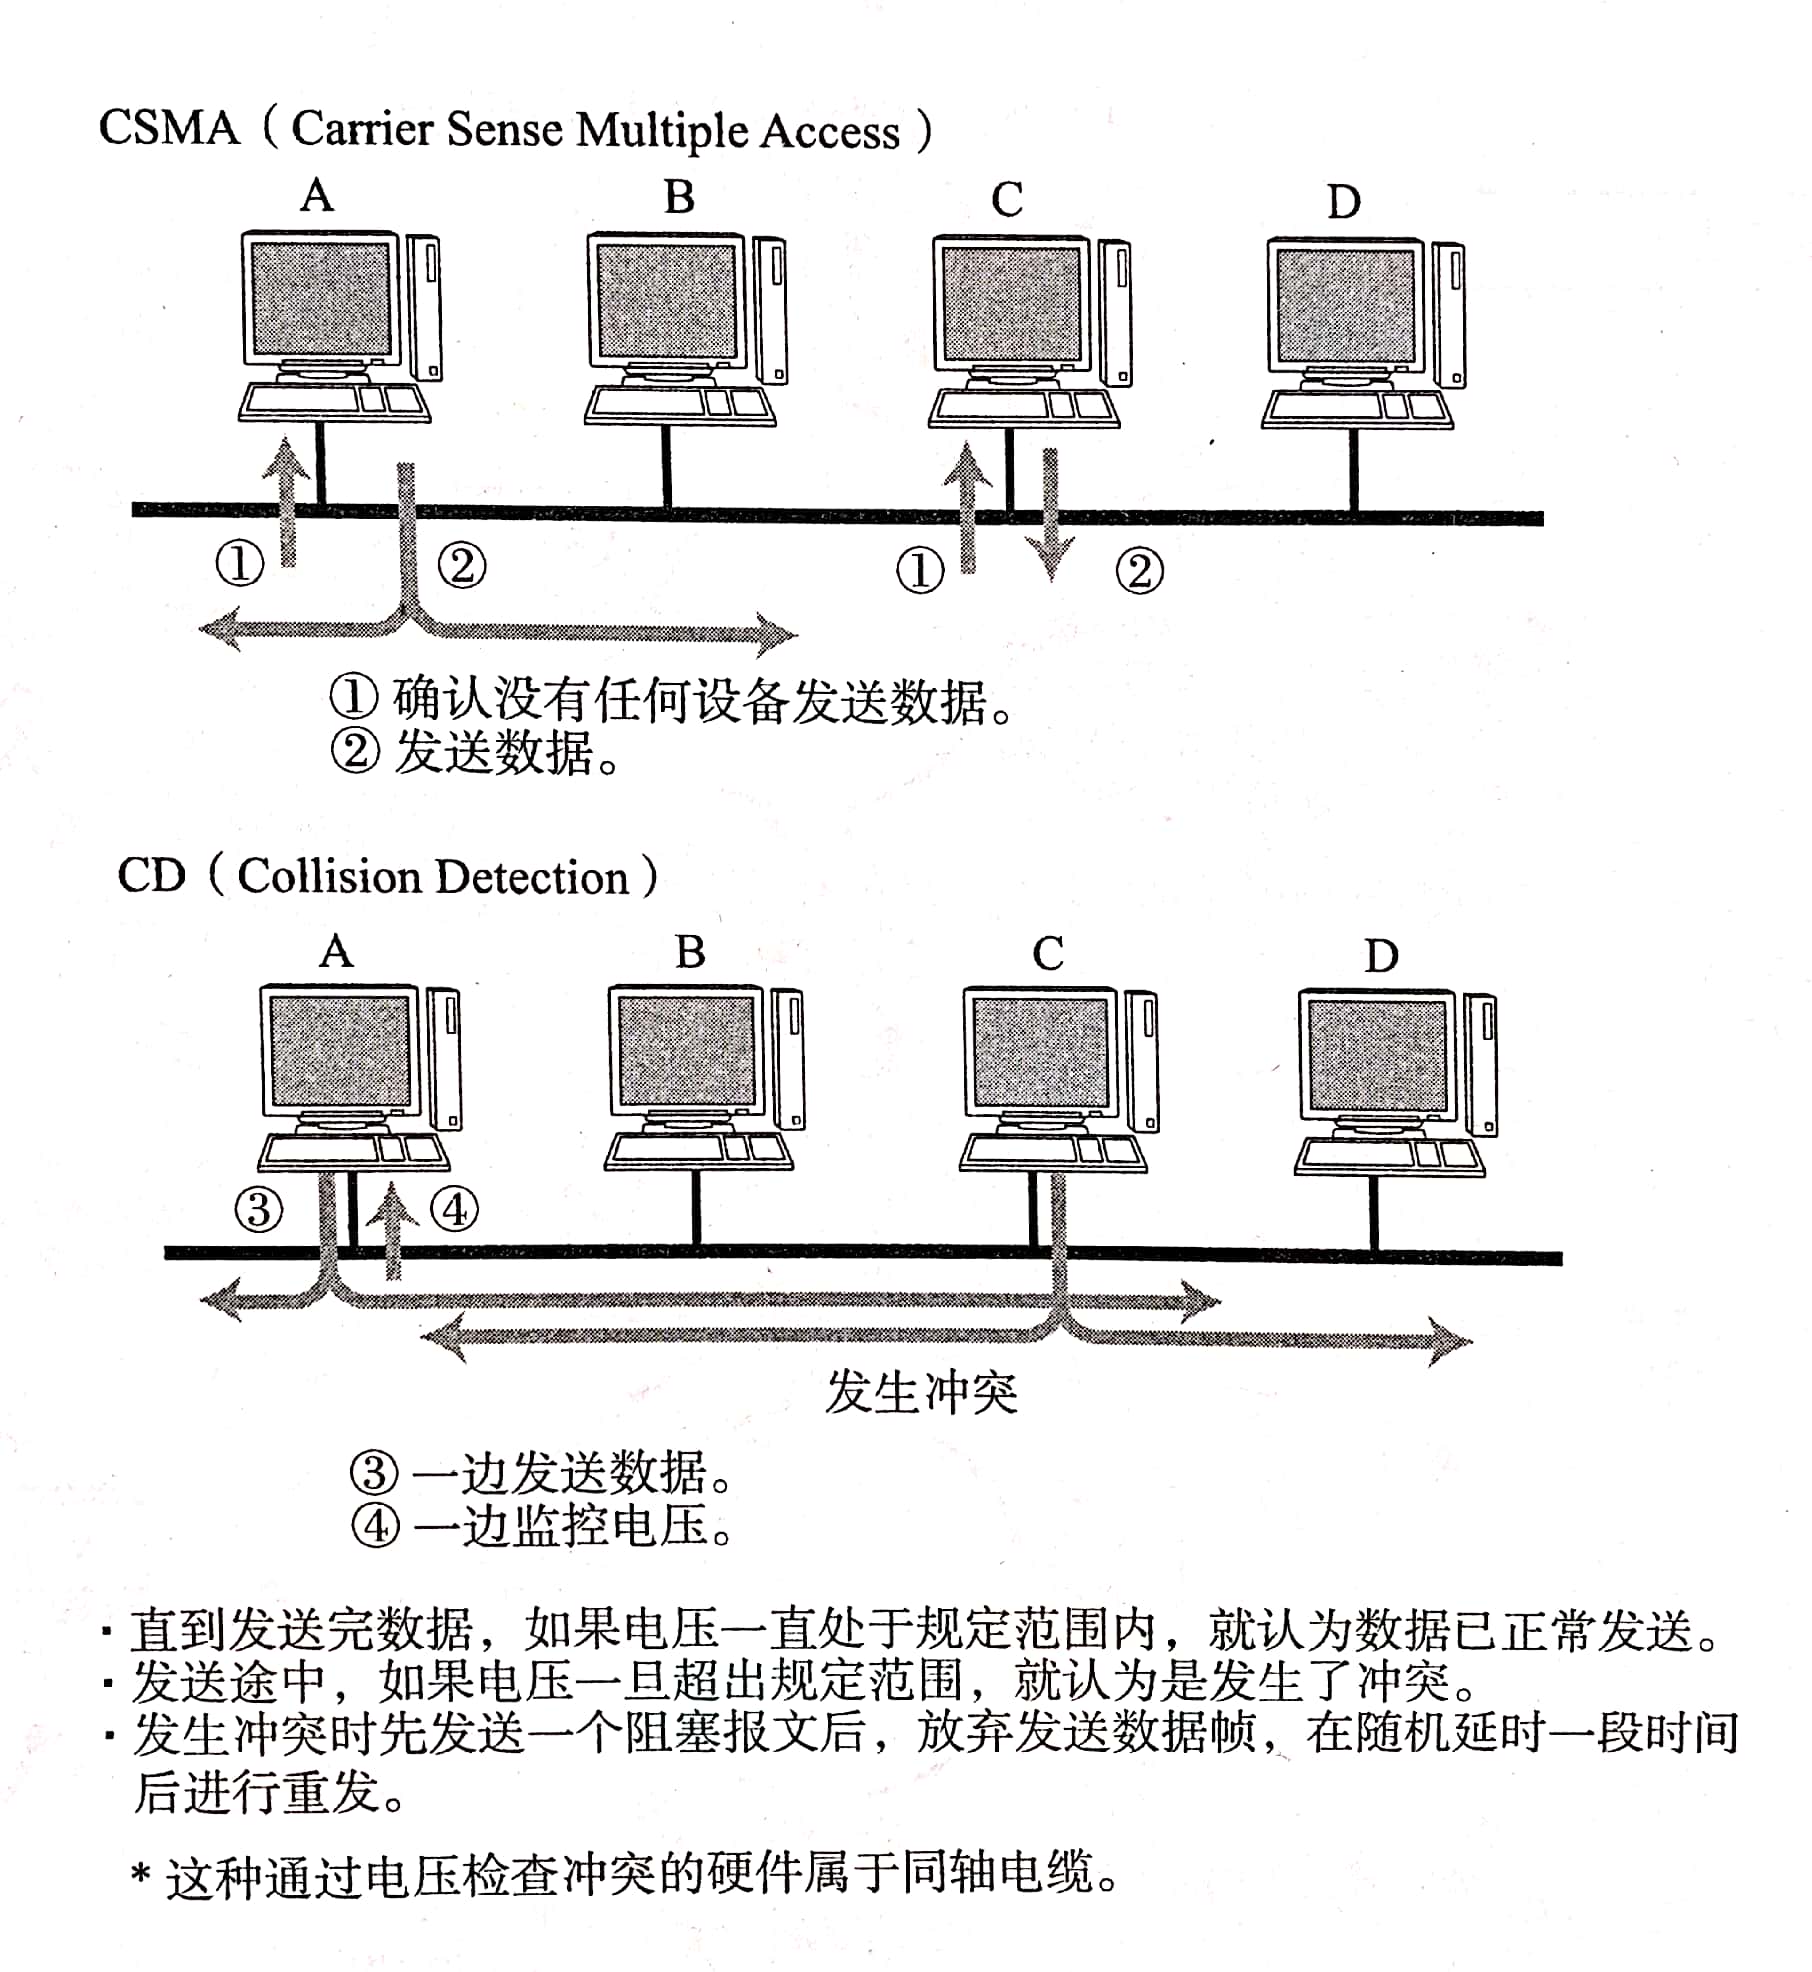 CSMA（Carrier Sense Multiple Access）
A B C D
① ② ① ②
① 确认没有任何设备发送数据。
② 发送数据。
CD（Collision Detection）
A B C D
③ ④
发生冲突
③ 一边发送数据。
④ 一边监控电压。
· 直到发送完数据，如果电压一直处于规定范围内，就认为数据已正常发送。
· 发送途中，如果电压一旦超出规定范围，就认为是发生了冲突。
· 发生冲突时先发送一个阻塞报文后，放弃发送数据帧，在随机延时一段时间
后进行重发。
* 这种通过电压检查冲突的硬件属于同轴电缆。